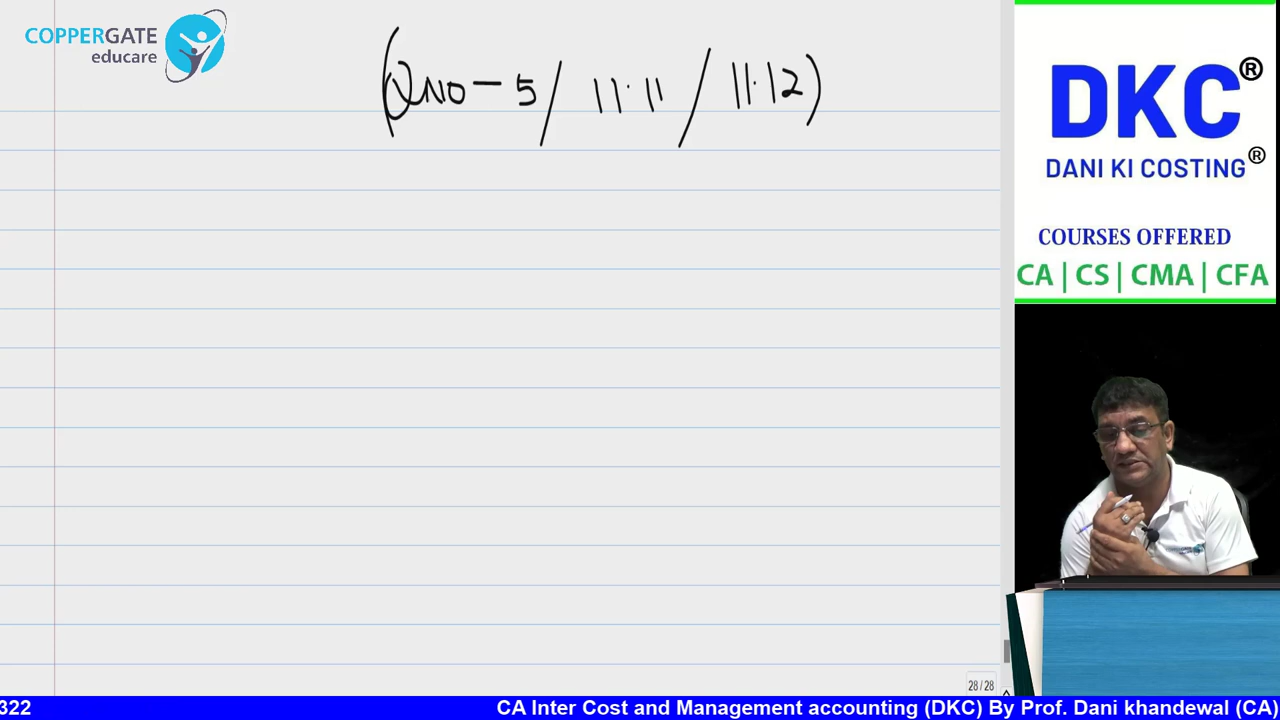 COPPERGATE
educare
(QNO - 5 / 11.11 / 11.12)
DKC®
DANI KI COSTING®
COURSES OFFERED
CA | CS | CMA | CFA
28 / 28
322 CA Inter Cost and Management accounting (DKC) By Prof. Dani khandewal (CA)